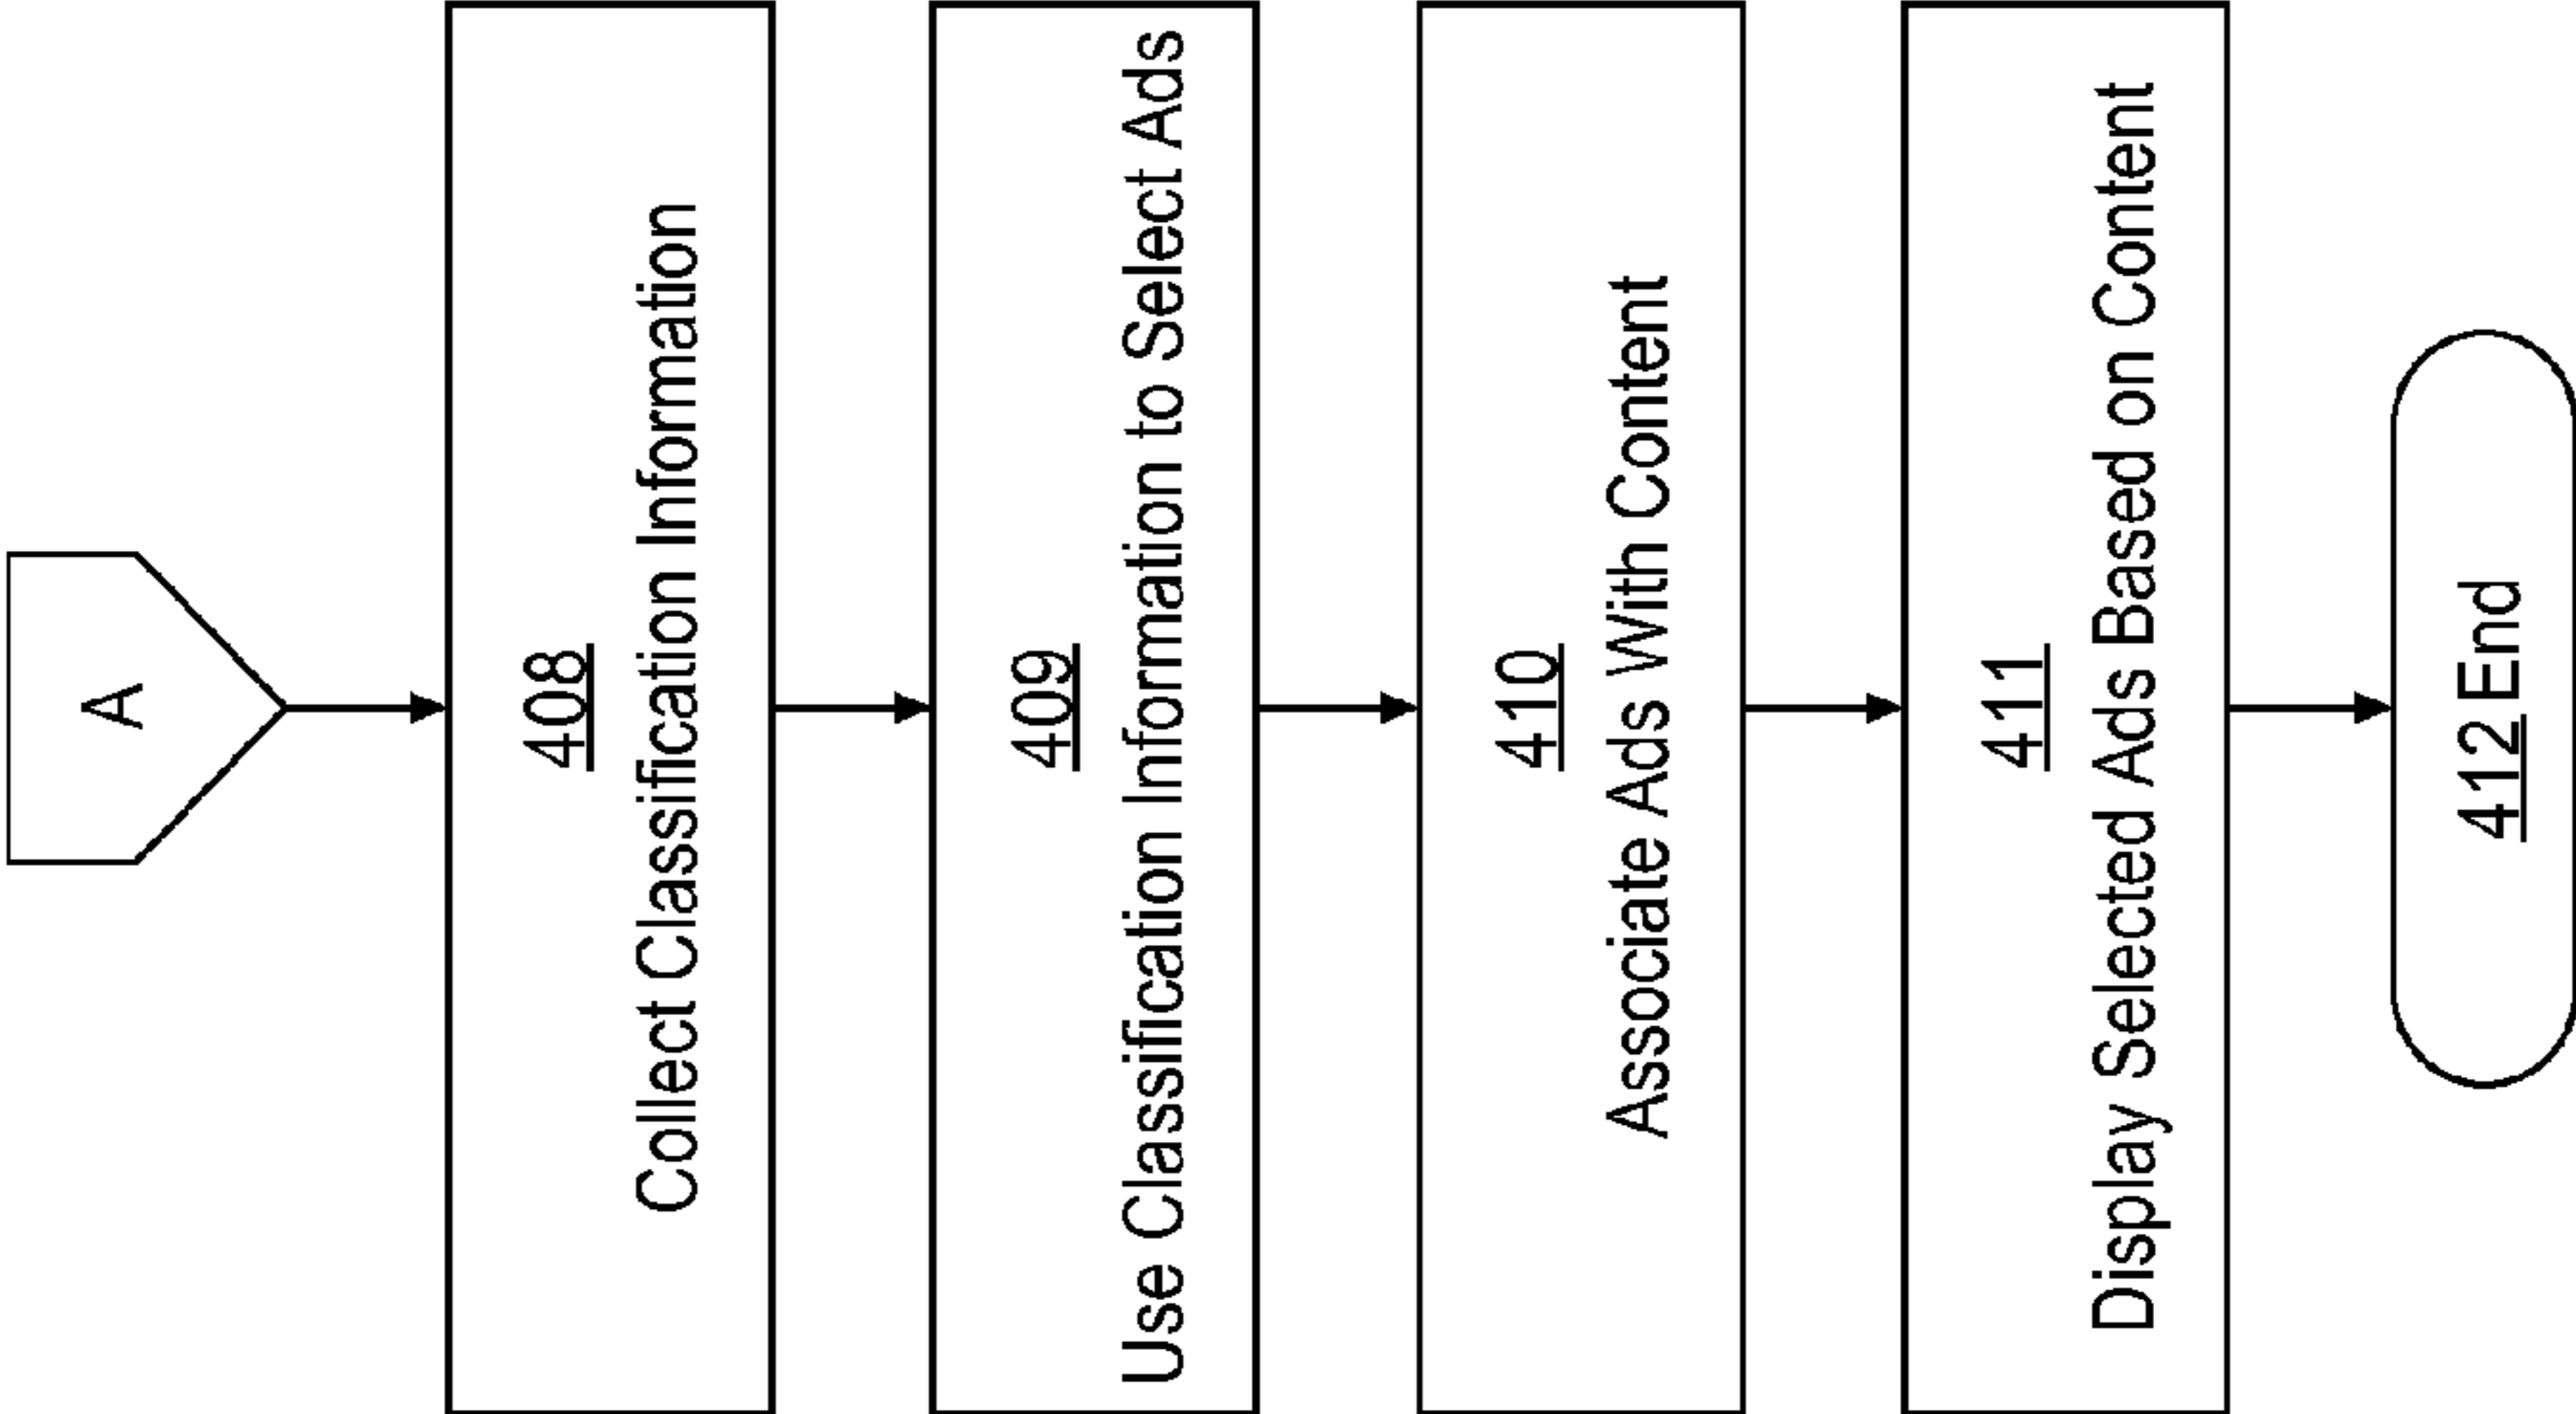 A
408
Collect Classification Information
409
Use Classification Information to Select Ads
410
Associate Ads With Content
411
Display Selected Ads Based on Content
412 End